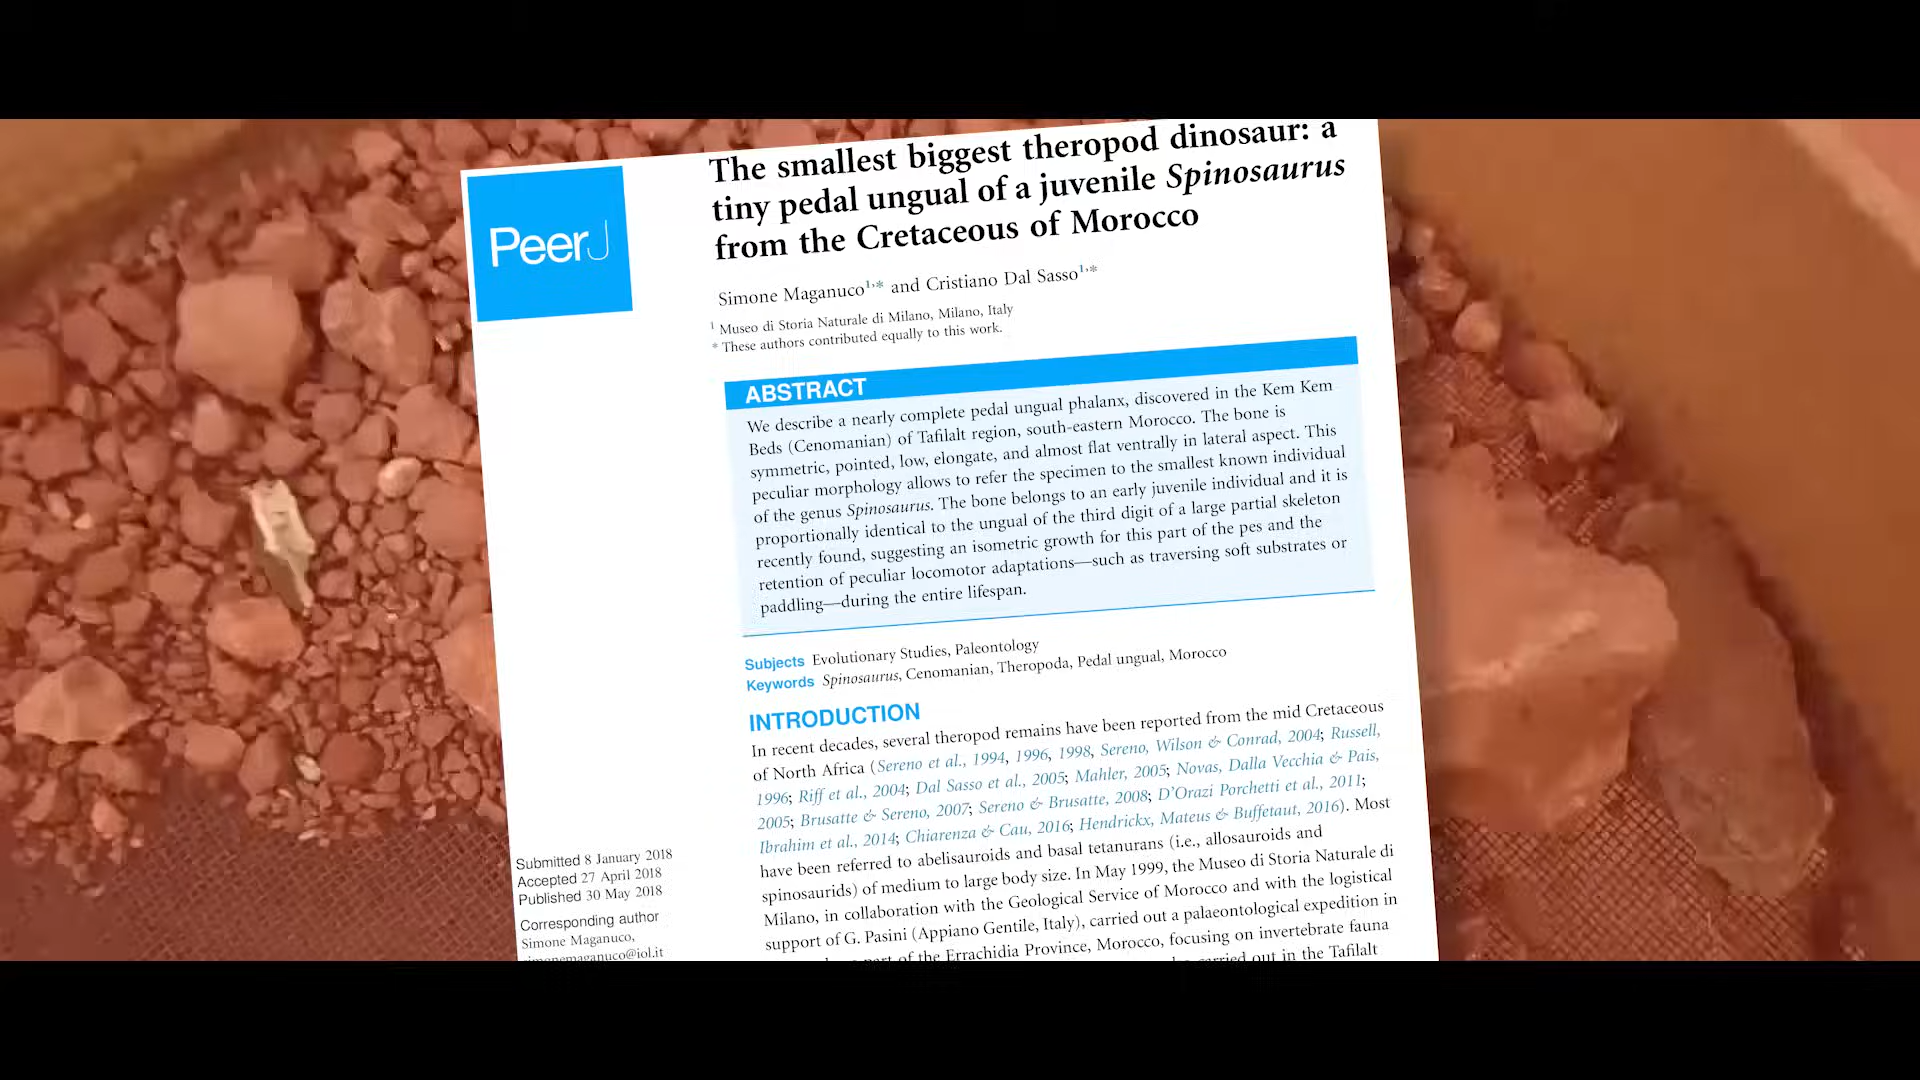 The smallest biggest theropod dinosaur: a
tiny pedal ungual of a juvenile Spinosaurus
from the Cretaceous of Morocco
PeerJ
Simone Maganuco1,* and Cristiano Dal Sasso1,*
1 Museo di Storia Naturale di Milano, Milano, Italy
* These authors contributed equally to this work.
ABSTRACT
We describe a nearly complete pedal ungual phalanx, discovered in the Kem Kem
Beds (Cenomanian) of Tafilalt region, south-eastern Morocco. The bone is
symmetric, pointed, low, elongate, and almost flat ventrally in lateral aspect. This
peculiar morphology allows to refer the specimen to the smallest known individual
of the genus Spinosaurus. The bone belongs to an early juvenile individual and it is
proportionally identical to the ungual of the third digit of a large partial skeleton
recently found, suggesting an isometric growth for this part of the pes and the
retention of peculiar locomotor adaptations—such as traversing soft substrates or
paddling—during the entire lifespan.
Subjects Evolutionary Studies, Paleontology
Keywords Spinosaurus, Cenomanian, Theropoda, Pedal ungual, Morocco
INTRODUCTION
In recent decades, several theropod remains have been reported from the mid Cretaceous
of North Africa (Sereno et al., 1994, 1996, 1998, Sereno, Wilson & Conrad, 2004; Russell,
1996; Riff et al., 2004; Dal Sasso et al., 2005; Mahler, 2005; Novas, Dalla Vecchia & Pais,
2005; Brusatte & Sereno, 2007; Sereno & Brusatte, 2008; D'Orazi Porchetti et al., 2011;
Ibrahim et al., 2014; Chiarenza & Cau, 2016; Hendrickx, Mateus & Buffetaut, 2016). Most
have been referred to abelisauroids and basal tetanurans (i.e., allosauroids and
spinosaurids) of medium to large body size. In May 1999, the Museo di Storia Naturale di
Milano, in collaboration with the Geological Service of Morocco and with the logistical
support of G. Pasini (Appiano Gentile, Italy), carried out a palaeontological expedition in
part of the Errachidia Province, Morocco, focusing on invertebrate fauna
carried out in the Tafilalt
Submitted 8 January 2018
Accepted 27 April 2018
Published 30 May 2018
Corresponding author
Simone Maganuco,
simonemaganuco@iol.it